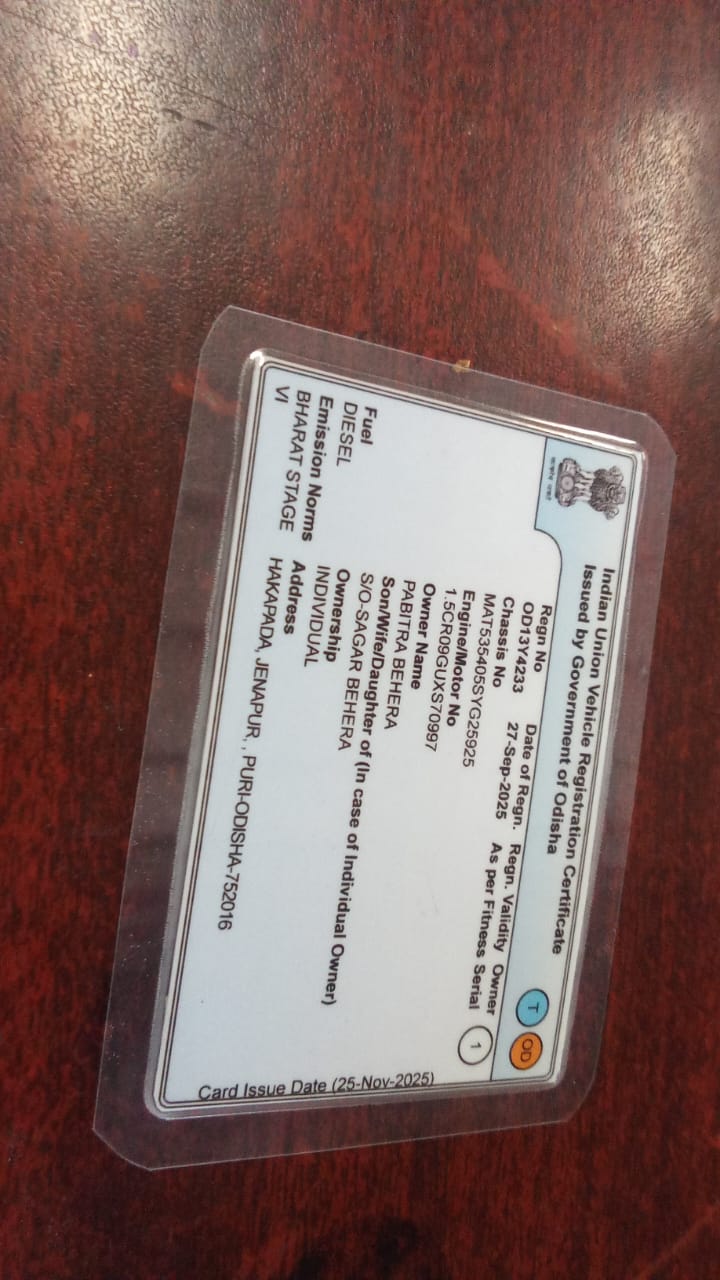 Indian Union Vehicle Registration Certificate
Issued by Government of Odisha
T OD
Regn No Date of Regn. Regn. Validity Owner
OD13Y4233 27-Sep-2025 As per Fitness Serial
1
Chassis No
MAT535405SYG25925
Engine/Motor No
1.5CR09GUXS70997
Owner Name
PABITRA BEHERA
Son/Wife/Daughter of (In case of Individual Owner)
S/O-SAGAR BEHERA
Fuel
DIESEL
Ownership
INDIVIDUAL
Emission Norms
BHARAT STAGE
VI
Address
HAKAPADA, JENAPUR, , PURI-ODISHA-752016
Card Issue Date (25-Nov-2025)